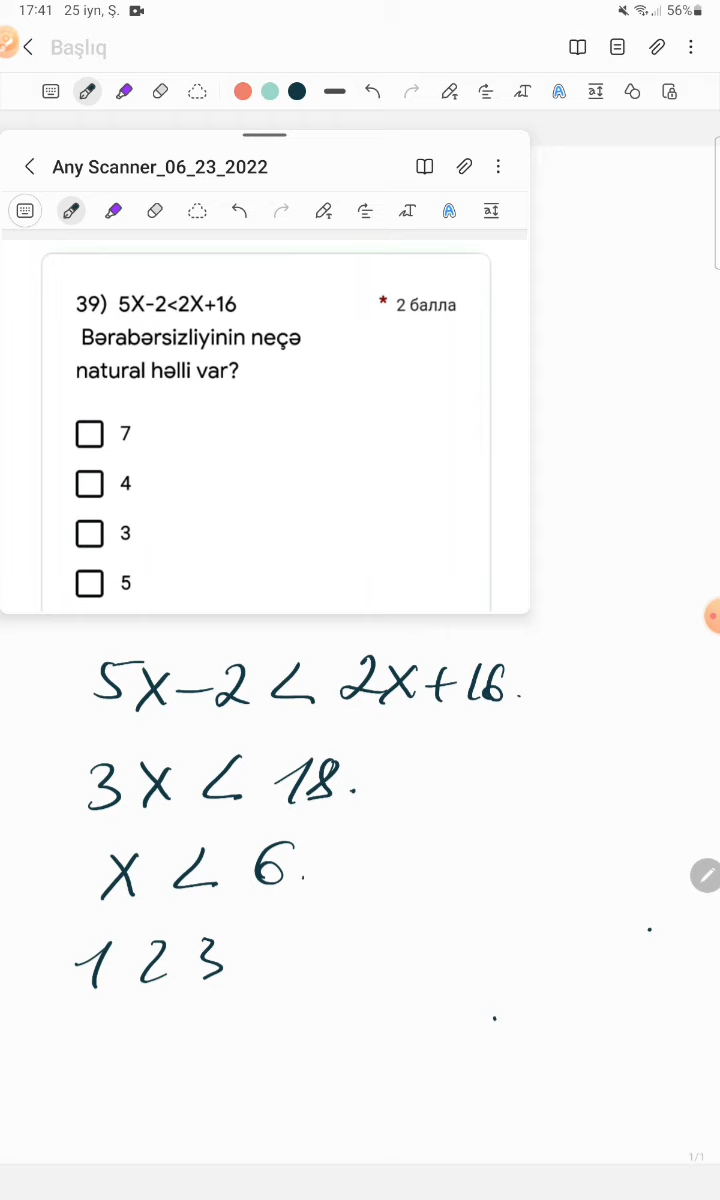 17:41 25 iyn, Ş. 56%
Başlıq
Any Scanner_06_23_2022
39) 5X-2<2X+16 * 2 балла
Bərabərsizliyinin neçə
natural həlli var?
7
4
3
5
5x-2 < 2x+16.
3x < 18.
x < 6.
1 2 3
1/1